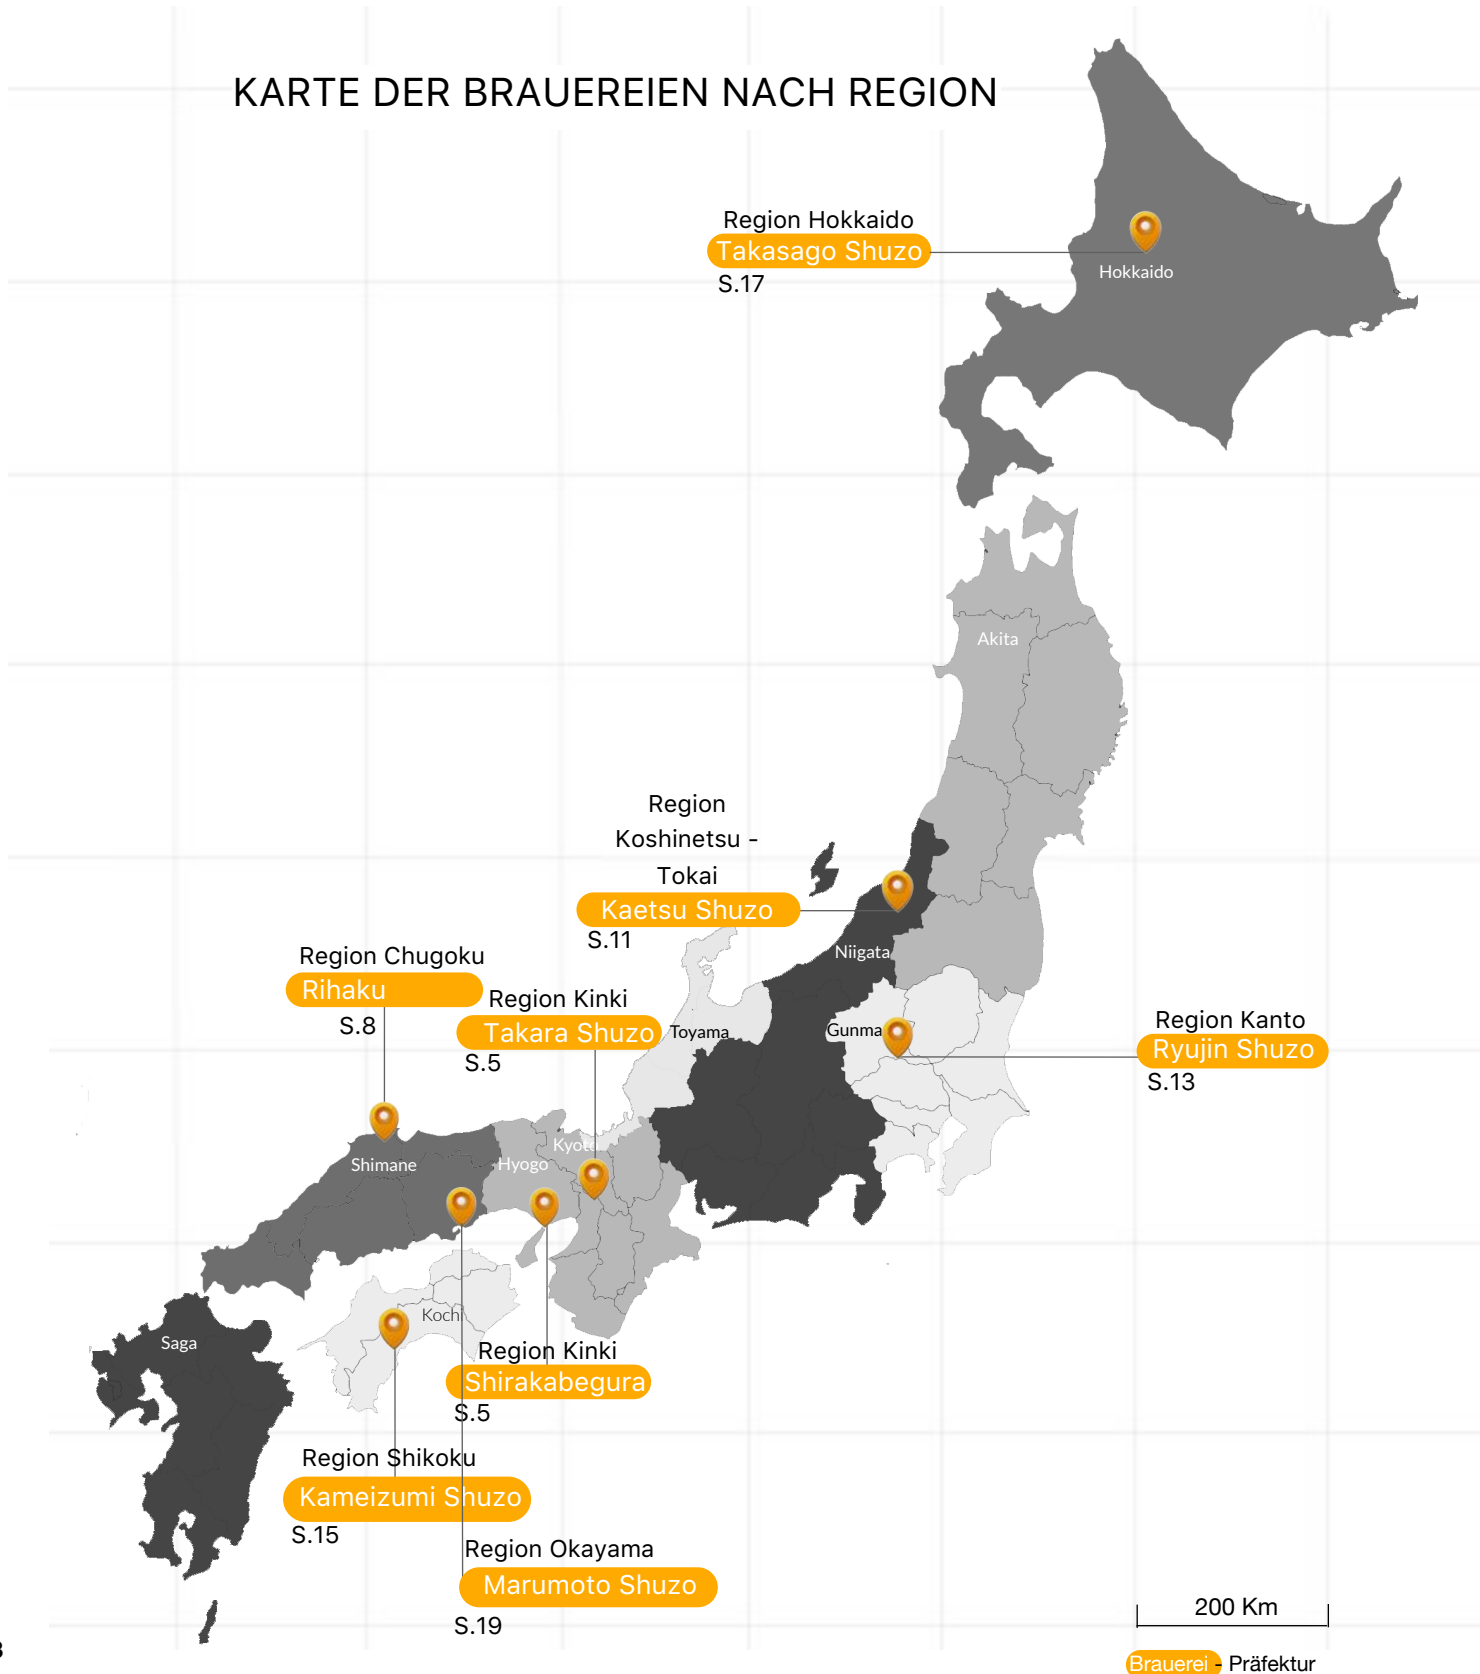 KARTE DER BRAUEREIEN NACH REGION
Region Hokkaido
Takasago Shuzo
S.17
Hokkaido
Akita
Region
Koshinetsu -
Tokai
Kaetsu Shuzo
S.11
Niigata
Region Chugoku
Rihaku
S.8
Region Kinki
Takara Shuzo
S.5
Toyama
Gunma
Region Kanto
Ryujin Shuzo
S.13
Kyoto
Shimane
Hyogo
Kochi
Saga
Region Kinki
Shirakabegura
S.5
Region Shikoku
Kameizumi Shuzo
S.15
Region Okayama
Marumoto Shuzo
S.19
200 Km
Brauerei - Präfektur